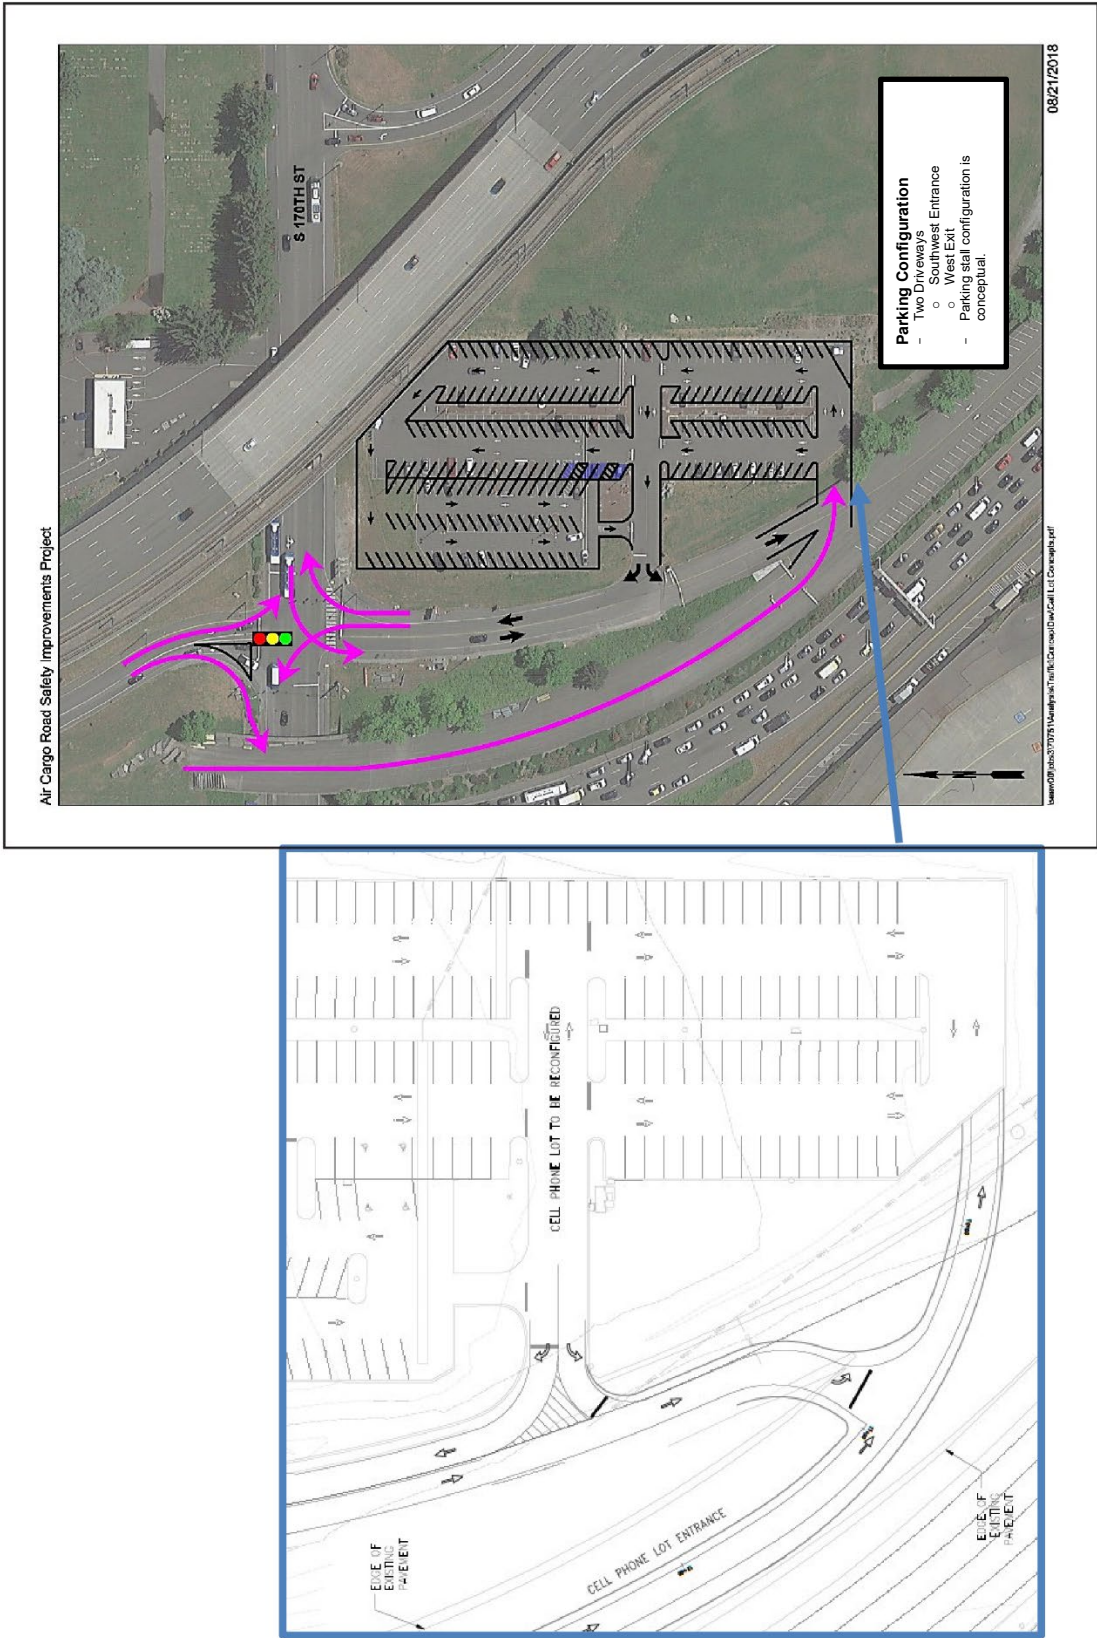 Air Cargo Road Safety Improvements Project
S 170TH ST
Parking Configuration
- Two Driveways
○ Southwest Entrance
○ West Exit
- Parking stall configuration is
conceptual.
08/21/2018
CELL PHONE LOT TO BE RECONFIGURED
CELL PHONE LOT ENTRANCE
EDGE OF
EXISTING
PAVEMENT
EDGE OF
EXISTING
PAVEMENT